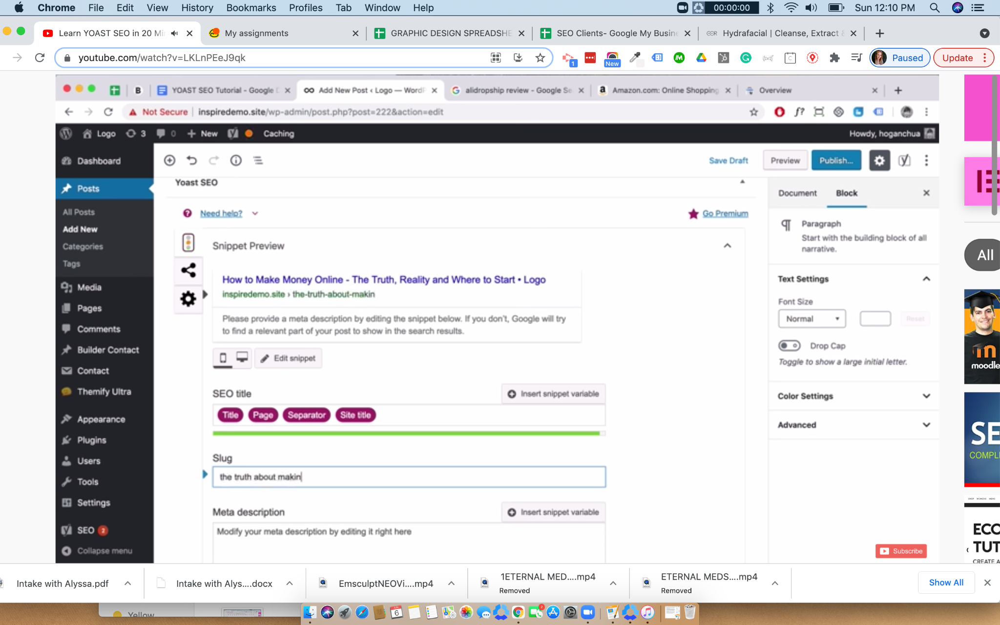 Chrome File Edit View History Bookmarks Profiles Tab Window Help 00:00:00 Sun 12:10 PM
Learn YOAST SEO in 20 Mi My assignments GRAPHIC DESIGN SPREADSHE SEO Clients- Google My Busin Hydrafacial | Cleanse, Extract
youtube.com/watch?v=LKLnPEeJ9qk 1 New Paused Update
YOAST SEO Tutorial - Google Add New Post ‹ Logo — WordP alidropship review - Google Se Amazon.com: Online Shopping Overview
Not Secure inspiredemo.site/wp-admin/post.php?post=222&action=edit
Logo 3 0 New Caching Howdy, hoganchua
Dashboard
Save Draft Preview Publish...
Posts
All Posts
Add New
Categories
Tags
Media
Pages
Comments
Builder Contact
Contact
Themify Ultra
Appearance
Plugins
Users
Tools
Settings
SEO 2
Collapse menu
Yoast SEO
Need help? Go Premium
Snippet Preview
How to Make Money Online - The Truth, Reality and Where to Start • Logo
inspiredemo.site › the-truth-about-makin
Please provide a meta description by editing the snippet below. If you don't, Google will try
to find a relevant part of your post to show in the search results.
Edit snippet
SEO title Insert snippet variable
Title Page Separator Site title
Slug
the truth about makin
Meta description Insert snippet variable
Modify your meta description by editing it right here
Document Block
Paragraph
Start with the building block of all
narrative.
Text Settings
Font Size
Normal Reset
Drop Cap
Toggle to show a large initial letter.
Color Settings
Advanced
Subscribe
All
moodle
SE
COMPL
ECO
TUT
CREATE A
Intake with Alyssa.pdf Intake with Alys....docx EmsculptNEOVi....mp4 1ETERNAL MED....mp4 ETERNAL MEDS....mp4 Show All
Removed Removed
Yellow
6 2